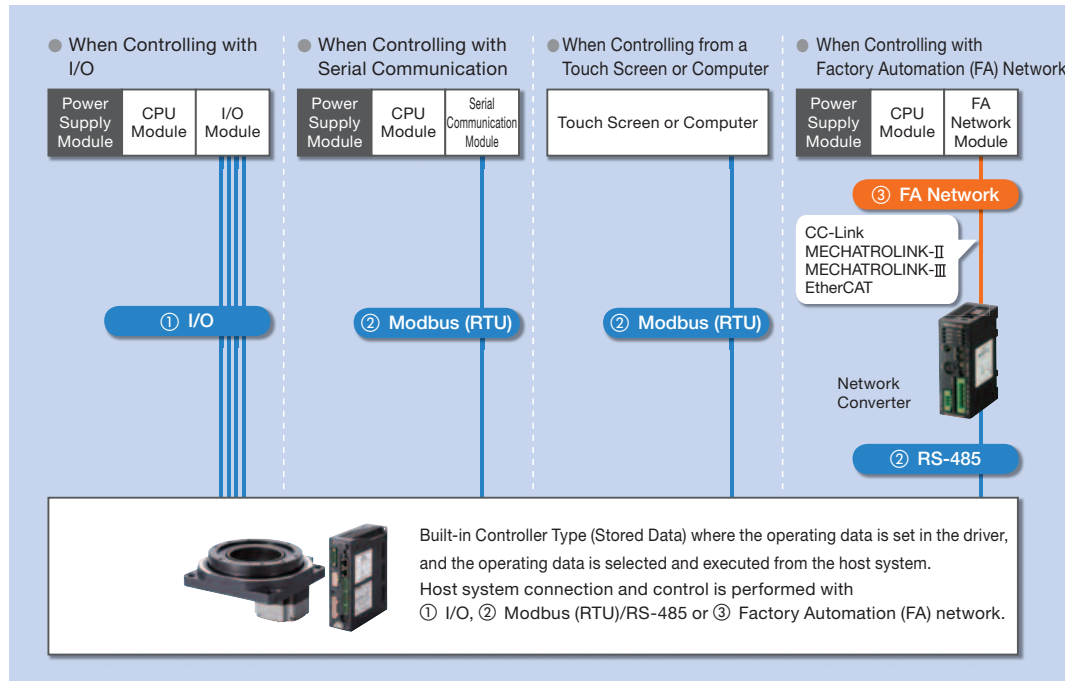 ● When Controlling with
I/O
Power
Supply
Module
CPU
Module
I/O
Module
① I/O
● When Controlling with
Serial Communication
Power
Supply
Module
CPU
Module
Serial
Communication
Module
② Modbus (RTU)
● When Controlling from a
Touch Screen or Computer
Touch Screen or Computer
② Modbus (RTU)
● When Controlling with
Factory Automation (FA) Network
Power
Supply
Module
CPU
Module
FA
Network
Module
③ FA Network
CC-Link
MECHATROLINK-Ⅱ
MECHATROLINK-Ⅲ
EtherCAT
Network
Converter
② RS-485
Built-in Controller Type (Stored Data) where the operating data is set in the driver,
and the operating data is selected and executed from the host system.
Host system connection and control is performed with
① I/O, ② Modbus (RTU)/RS-485 or ③ Factory Automation (FA) network.